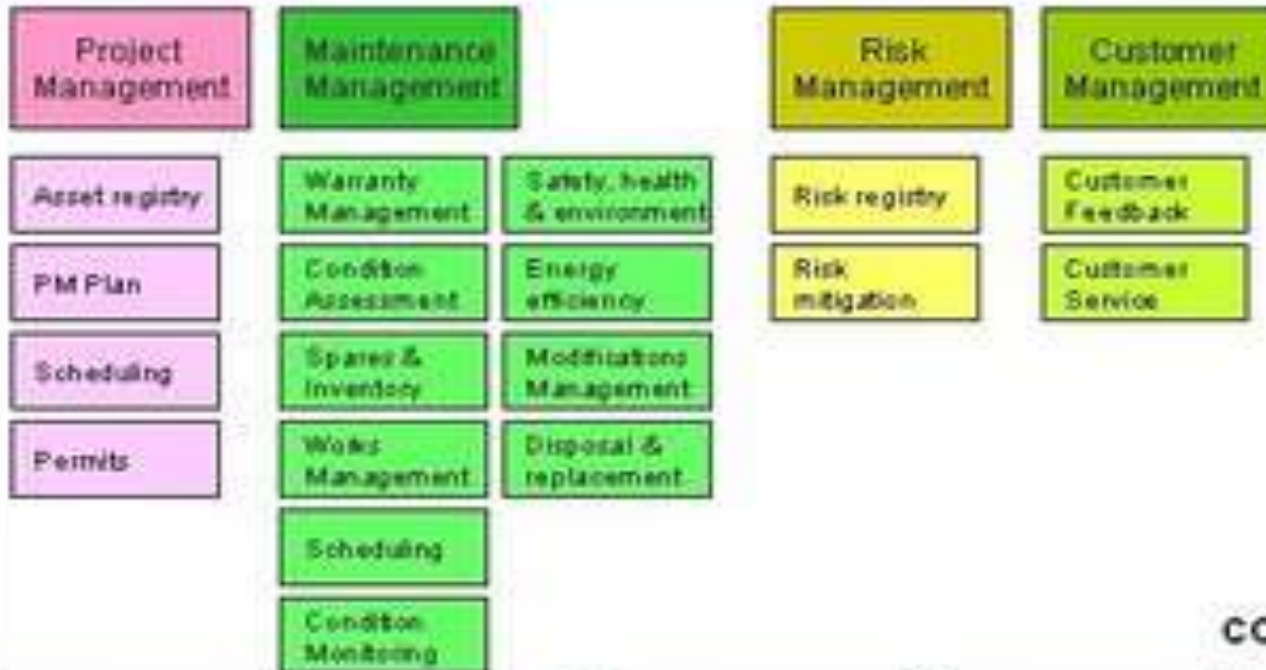 Project
Management
Maintenance
Management
Risk
Management
Customer
Management
Asset registry
PM Plan
Scheduling
Permits
Warranty
Management
Condition
Assessment
Spares &
Inventory
Works
Management
Scheduling
Condition
Monitoring
Safety, health
& environment
Energy
efficiency
Modifications
Management
Disposal &
replacement
Risk registry
Risk
mitigation
Customer
Feedback
Customer
Service